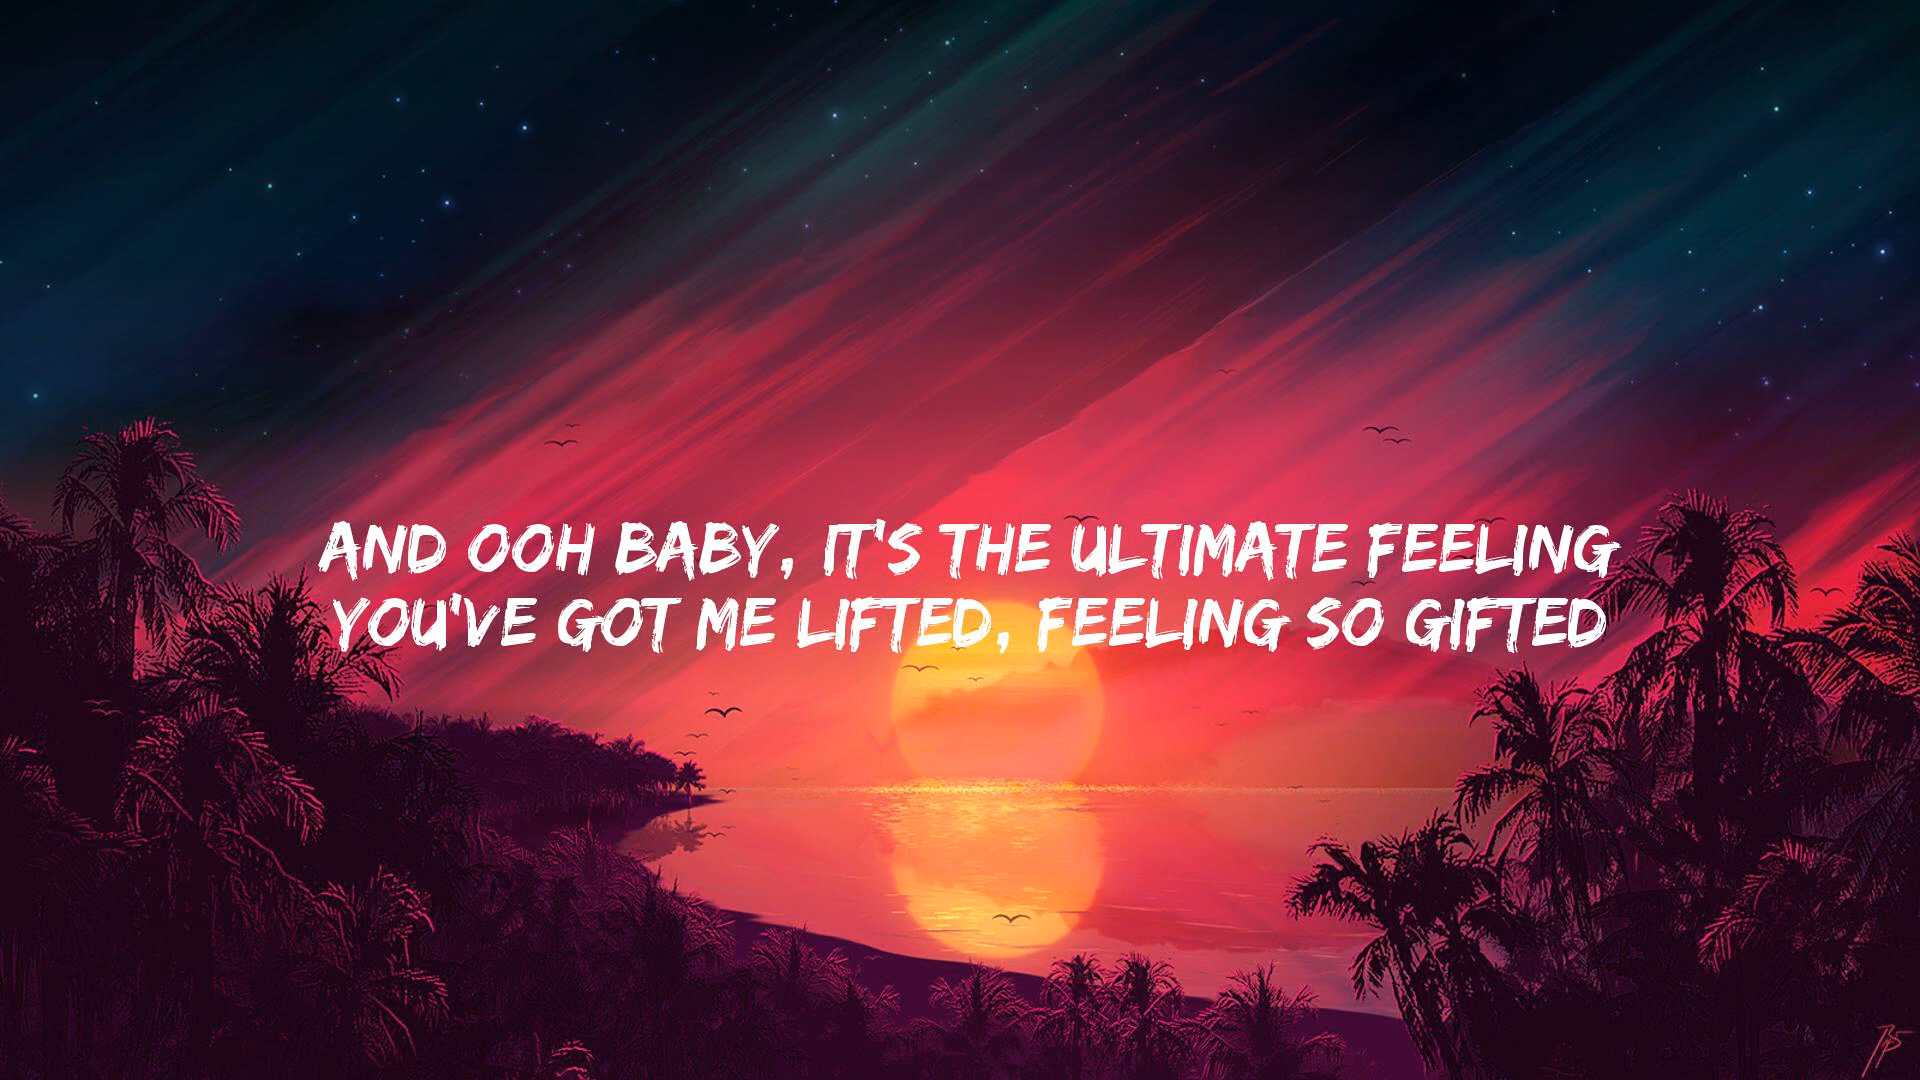 AND OOH BABY, IT'S THE ULTIMATE FEELING
YOU'VE GOT ME LIFTED, FEELING SO GIFTED